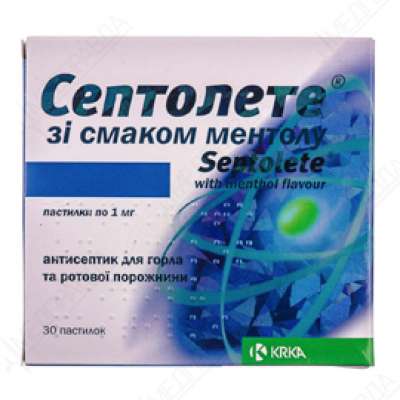 Септолете®
зі смаком ментолу
Septolete
with menthol flavour
пастилки по 1 мг
антисептик для горла
та ротової порожнини
30 пастилок
KRKA